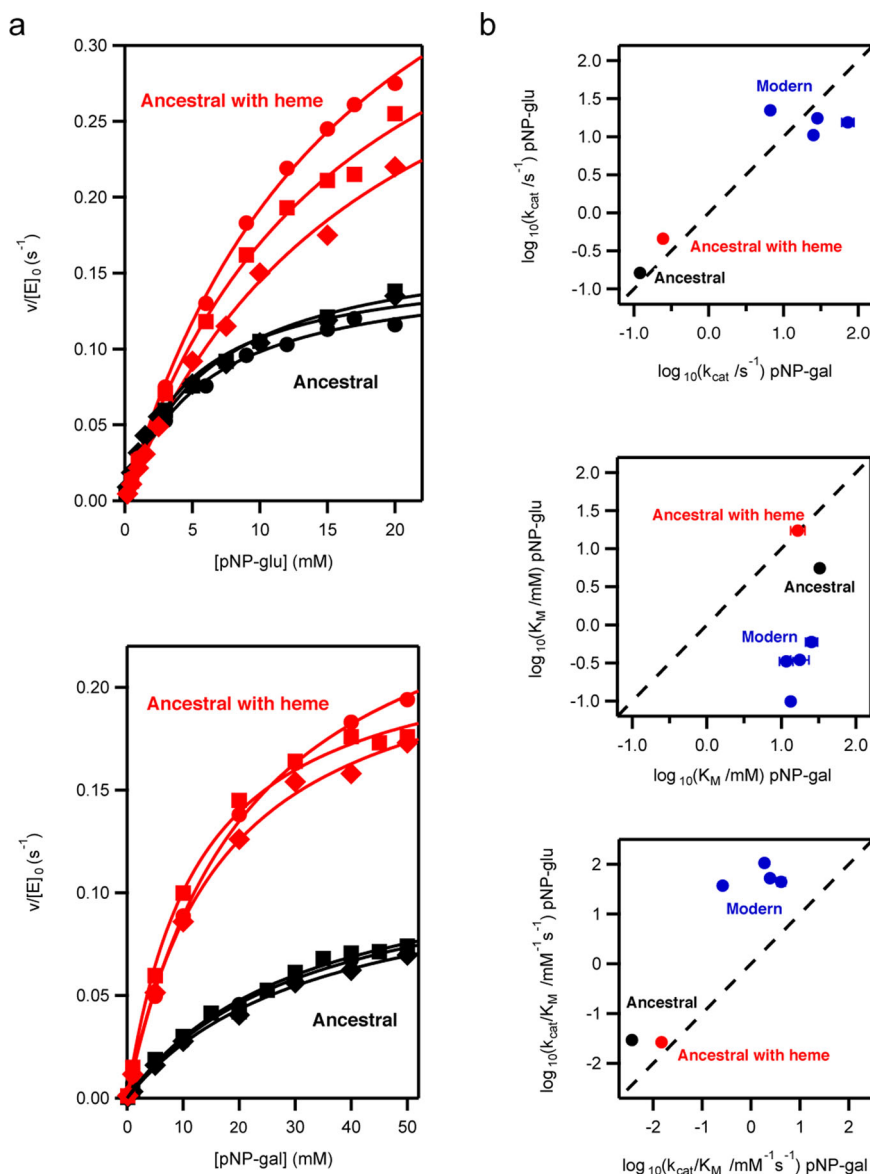 a
0.30
0.25
0.20
0.15
0.10
0.05
0.00
v/[E]0 (s-1)
Ancestral with heme
Ancestral
0
5
10
15
20
[pNP-glu] (mM)
0.20
0.15
0.10
0.05
0.00
v/[E]0 (s-1)
Ancestral with heme
Ancestral
0
10
20
30
40
50
[pNP-gal] (mM)
b
2.0
1.0
0.0
-1.0
log10(kcat /s-1) pNP-glu
Modern
Ancestral with heme
Ancestral
-1.0
0.0
1.0
2.0
log10(kcat /s-1) pNP-gal
2.0
1.5
1.0
0.5
0.0
-0.5
-1.0
log10(KM /mM) pNP-glu
Ancestral with heme
Ancestral
Modern
-1.0
0.0
1.0
2.0
log10(KM /mM) pNP-gal
2
1
0
-1
-2
log10(kcat/KM /mM-1s-1) pNP-glu
Modern
Ancestral
Ancestral with heme
-2
-1
0
1
2
log10(kcat/KM /mM-1s-1) pNP-gal